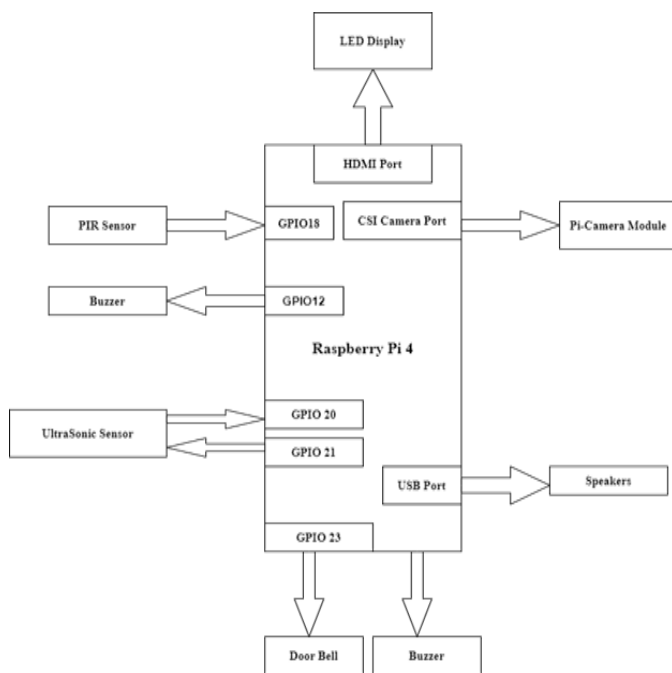 LED Display
HDMI Port
PIR Sensor
GPIO18
CSI Camera Port
Pi-Camera Module
Buzzer
GPIO12
Raspberry Pi 4
UltraSonic Sensor
GPIO 20
GPIO 21
USB Port
Speakers
GPIO 23
Door Bell
Buzzer